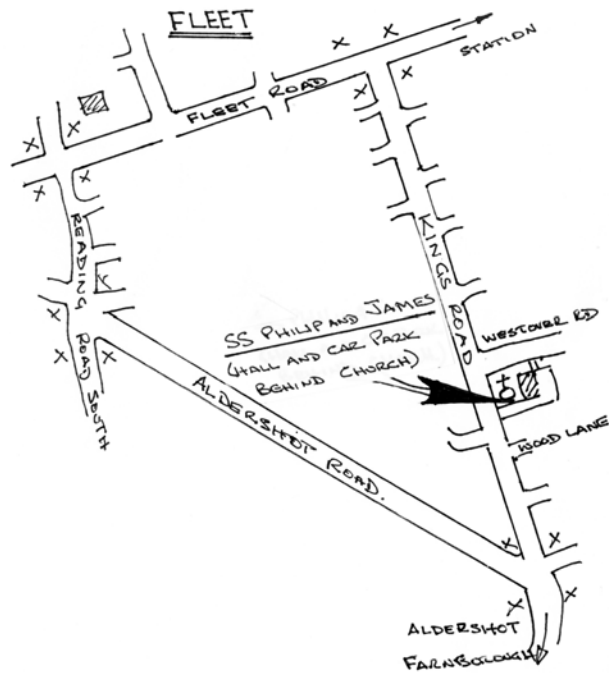 FLEET
STATION
FLEET ROAD
READING ROAD SOUTH
KINGS ROAD
SS PHILIP AND JAMES
(HALL AND CAR PARK
BEHIND CHURCH)
WESTOVER RD
WOOD LANE
ALDERSHOT ROAD.
ALDERSHOT
FARNBOROUGH